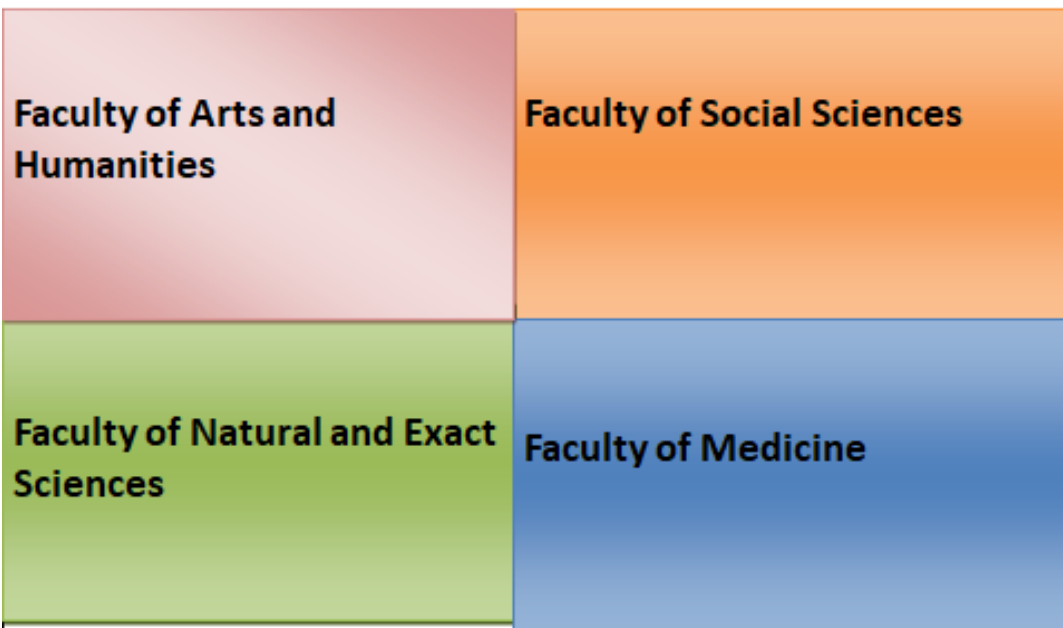 Faculty of Arts and
Humanities
Faculty of Social Sciences
Faculty of Natural and Exact
Sciences
Faculty of Medicine